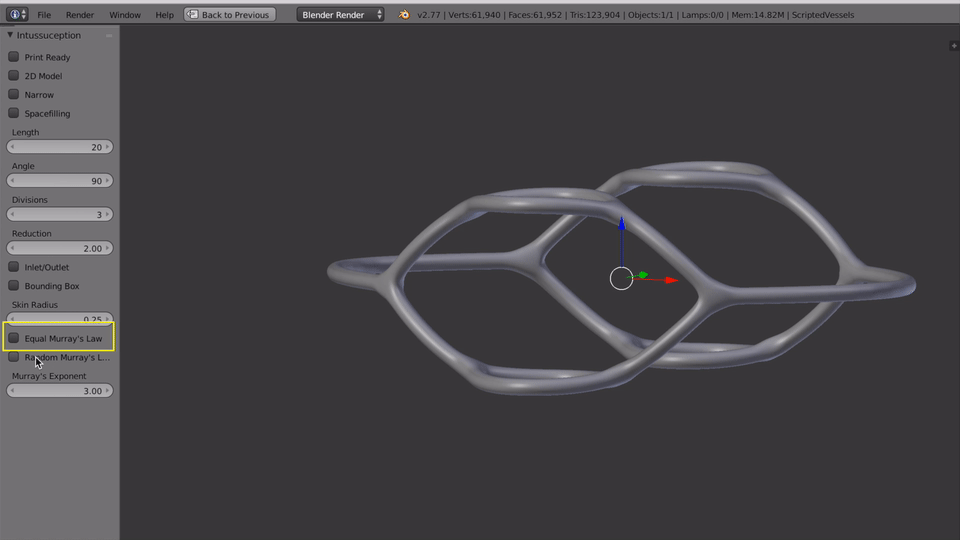 File Render Window Help Back to Previous Blender Render v2.77 | Verts:61,940 | Faces:61,952 | Tris:123,904 | Objects:1/1 | Lamps:0/0 | Mem:14.82M | ScriptedVessels
Intussuception
Print Ready
2D Model
Narrow
Spacefilling
Length
20
Angle
90
Divisions
3
Reduction
2.00
Inlet/Outlet
Bounding Box
Skin Radius
0.25
Equal Murray's Law
Random Murray's L...
Murray's Exponent
3.00